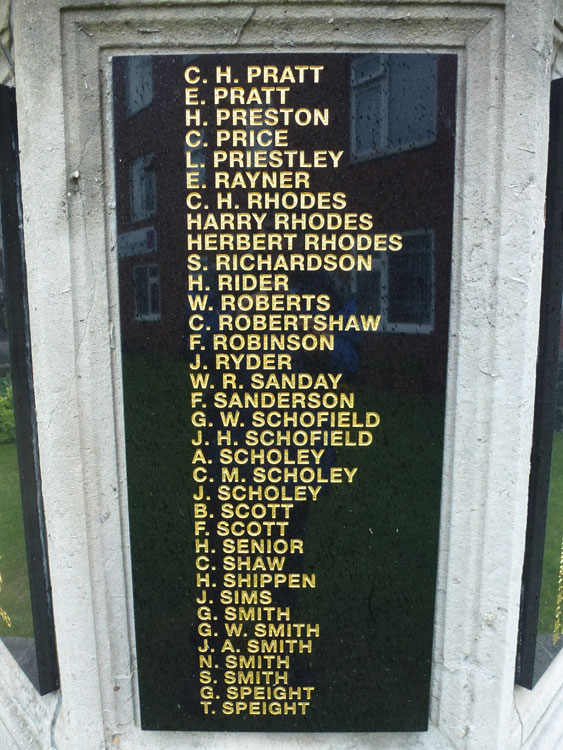 C. H. PRATT
E. PRATT
H. PRESTON
C. PRICE
L. PRIESTLEY
E. RAYNER
C. H. RHODES
HARRY RHODES
HERBERT RHODES
S. RICHARDSON
H. RIDER
W. ROBERTS
C. ROBERTSHAW
F. ROBINSON
J. RYDER
W. R. SANDAY
F. SANDERSON
G. W. SCHOFIELD
J. H. SCHOFIELD
A. SCHOLEY
C. M. SCHOLEY
J. SCHOLEY
B. SCOTT
F. SCOTT
H. SENIOR
C. SHAW
H. SHIPPEN
J. SIMS
G. SMITH
G. W. SMITH
J. A. SMITH
N. SMITH
S. SMITH
G. SPEIGHT
T. SPEIGHT